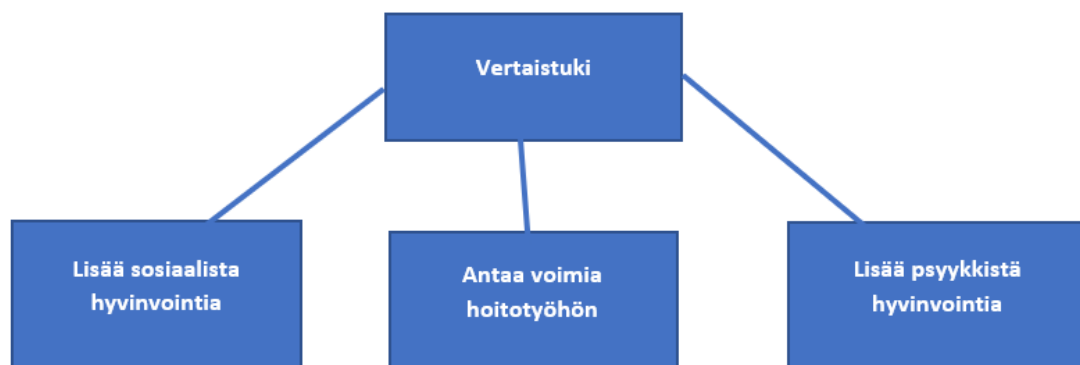 Vertaistuki
Lisää sosiaalista
hyvinvointia
Antaa voimia
hoitotyöhön
Lisää psyykkistä
hyvinvointia